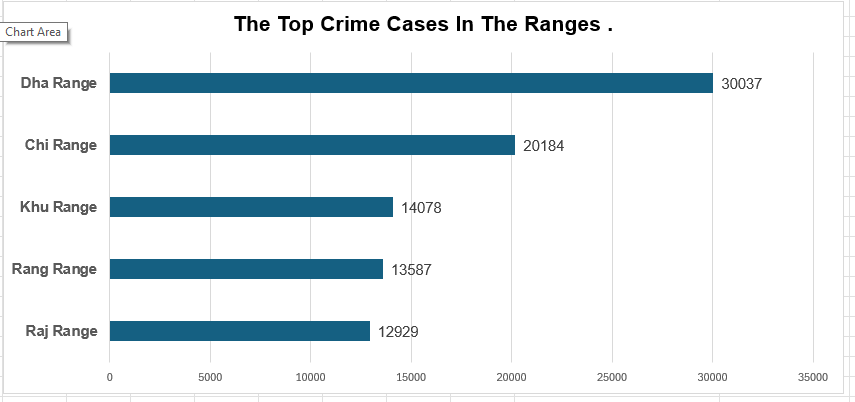 The Top Crime Cases In The Ranges .
Chart Area
Dha Range 30037
Chi Range 20184
Khu Range 14078
Rang Range 13587
Raj Range 12929
0 5000 10000 15000 20000 25000 30000 35000